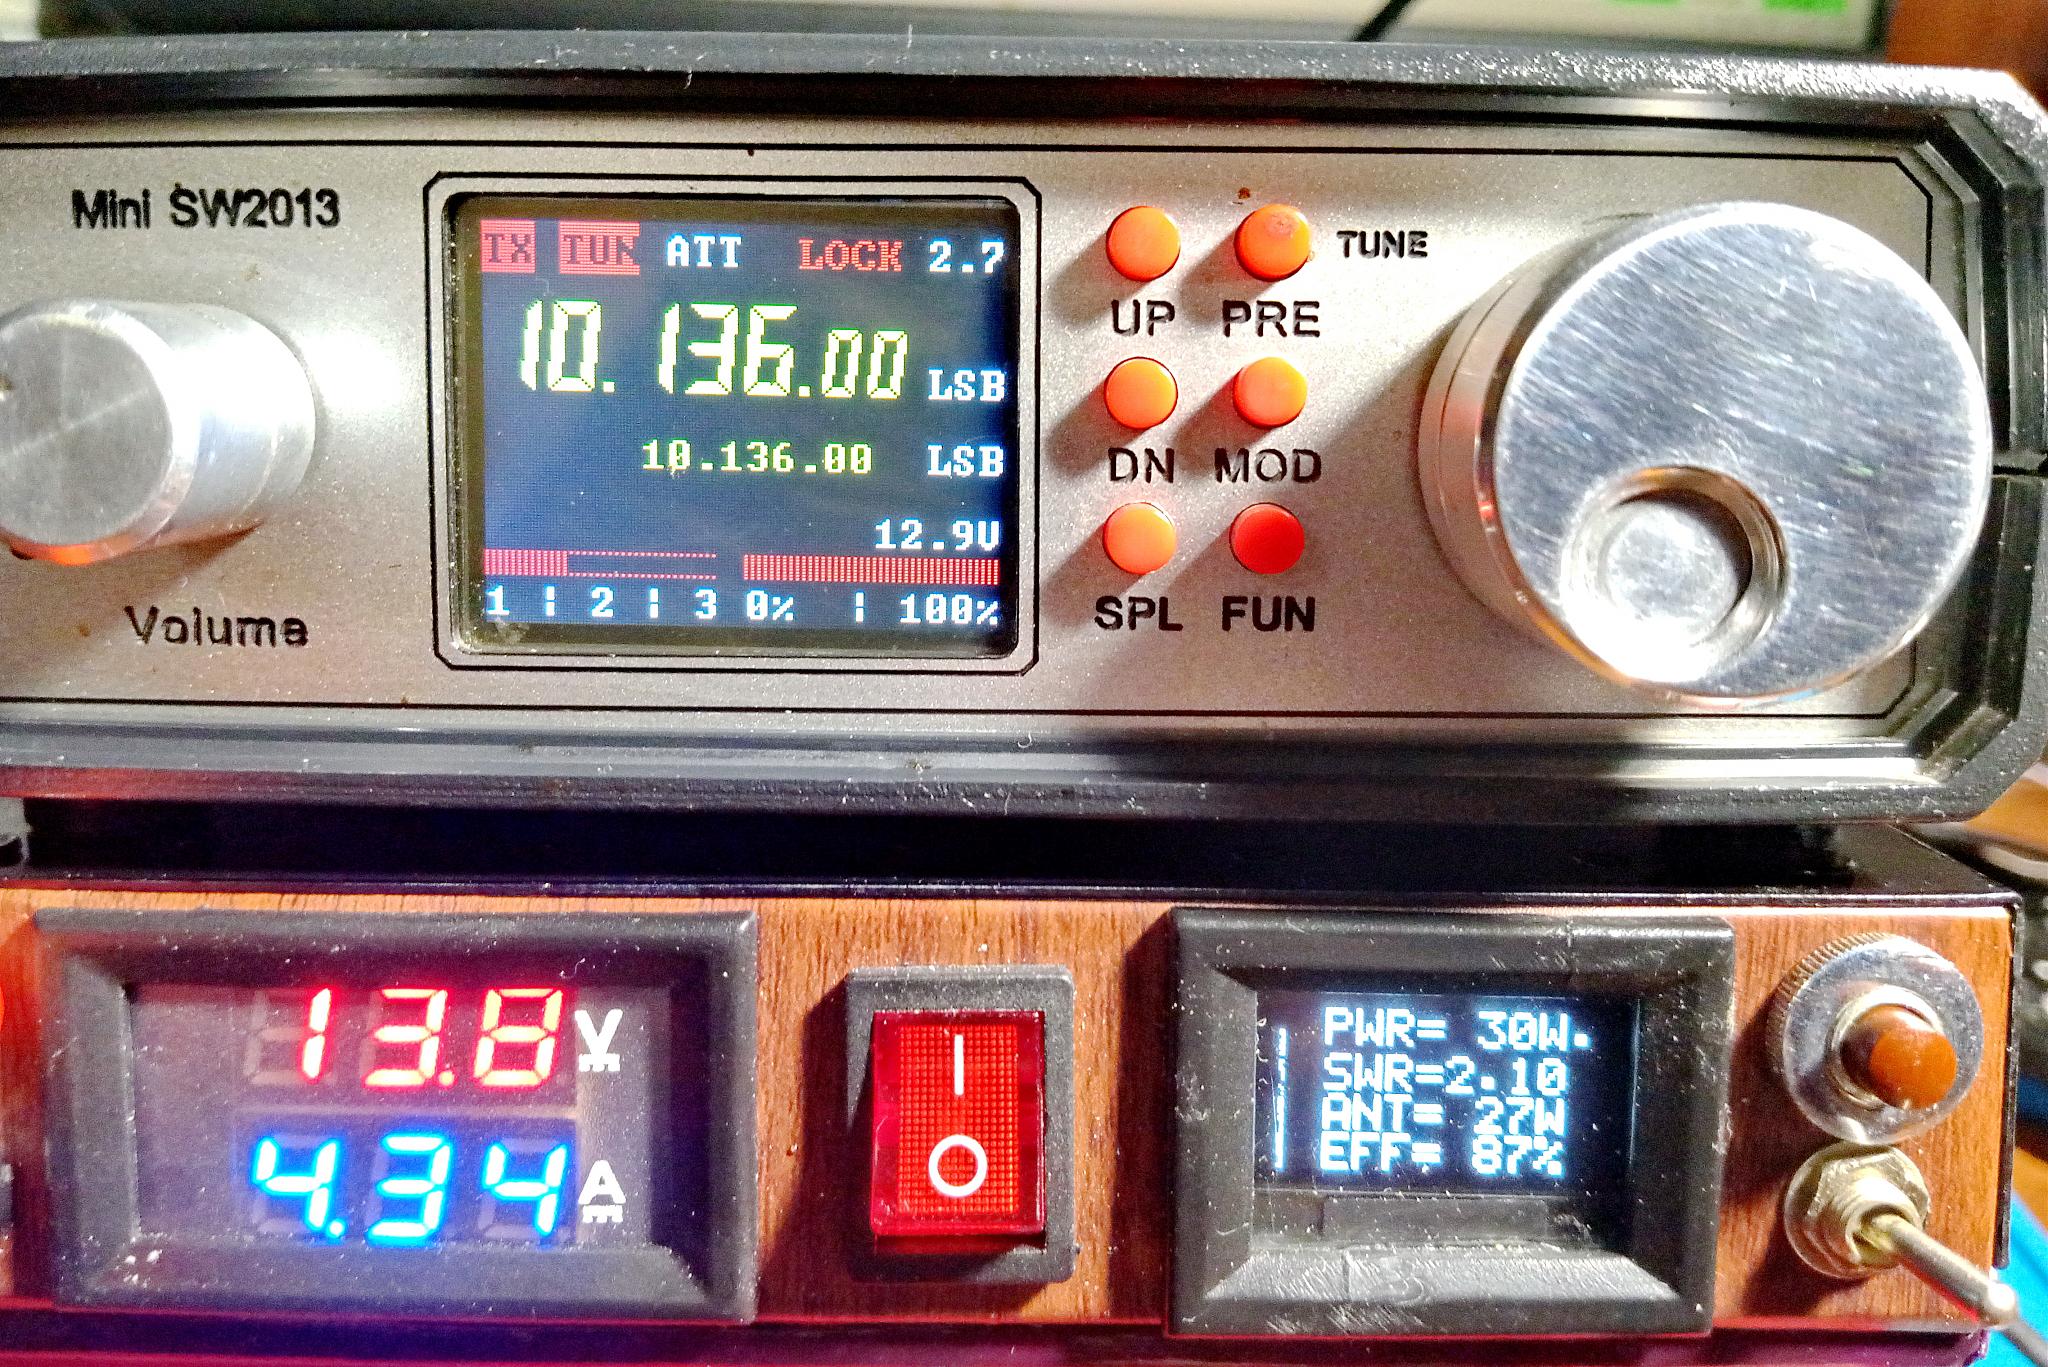 Mini SW2013
TX TUN ATT LOCK 2.7
10.136.00 LSB
10.136.00 LSB
12.9V
1 : 2 : 3 0% : 100%
Volume
TUNE
UP PRE
DN MOD
SPL FUN
13.8 V
4.34 A
I
O
PWR= 30W.
SWR=2.10
ANT= 27W
EFF= 87%